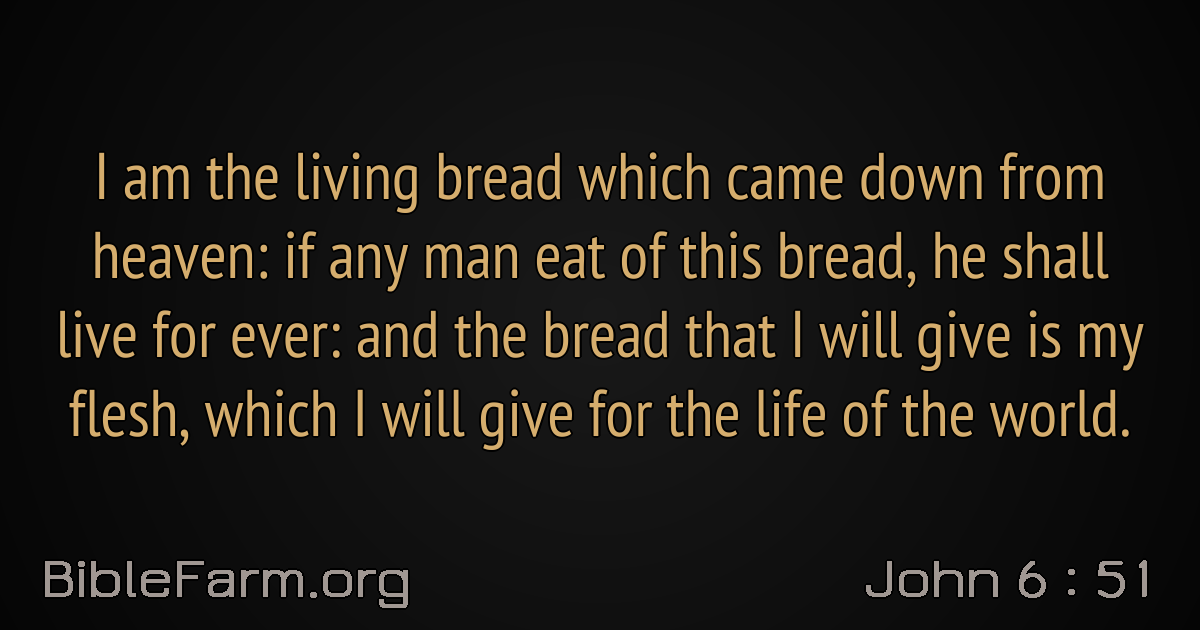 I am the living bread which came down from
heaven: if any man eat of this bread, he shall
live for ever: and the bread that I will give is my
flesh, which I will give for the life of the world.
BibleFarm.org
John 6 : 51